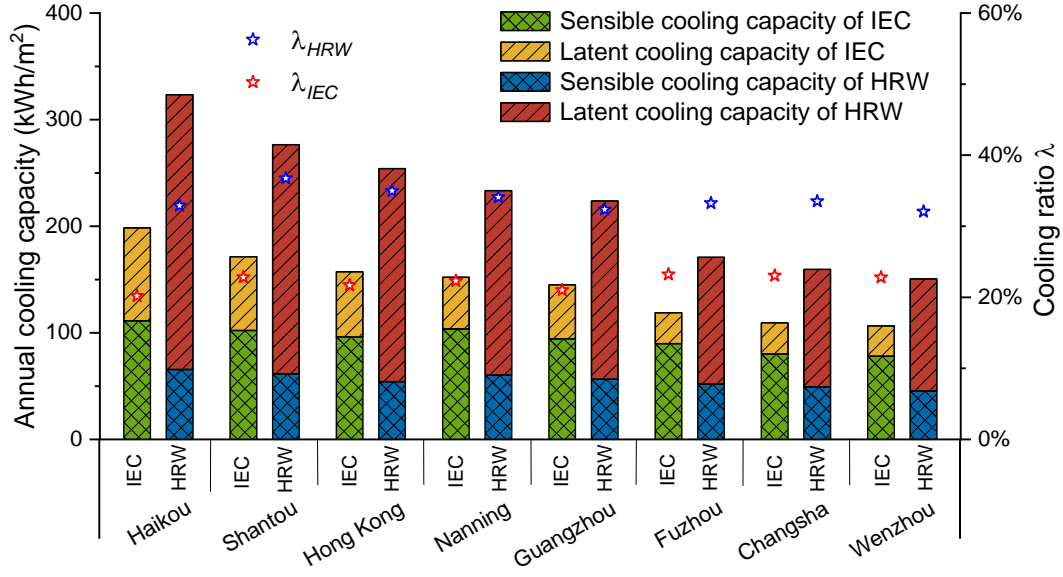 400
300
200
100
0
Annual cooling capacity (kWh/m²)
λHRW
λIEC
Sensible cooling capacity of IEC
Latent cooling capacity of IEC
Sensible cooling capacity of HRW
Latent cooling capacity of HRW
60%
40%
20%
0%
Cooling ratio λ
IEC HRW IEC HRW IEC HRW IEC HRW IEC HRW IEC HRW IEC HRW IEC HRW
Haikou Shantou Hong Kong Nanning Guangzhou Fuzhou Changsha Wenzhou